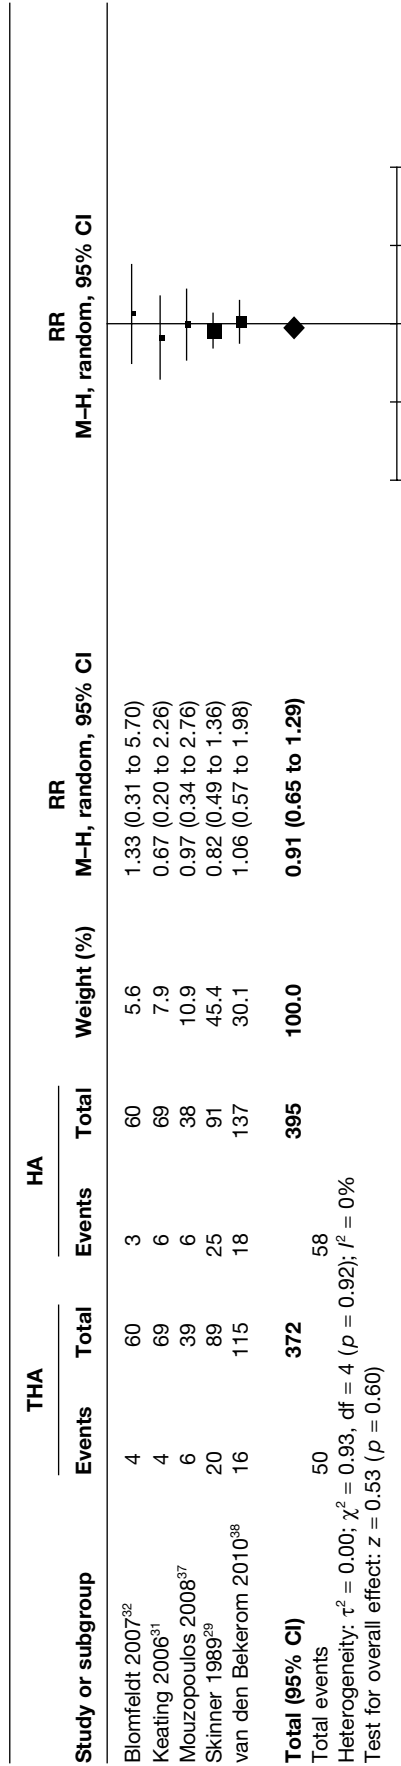 THA HA RR RR
Study or subgroup Events Total Events Total Weight (%) M–H, random, 95% CI M–H, random, 95% CI
Blomfeldt 2007³² 4 60 3 60 5.6 1.33 (0.31 to 5.70)
Keating 2006³¹ 4 69 6 69 7.9 0.67 (0.20 to 2.26)
Mouzopoulos 2008³⁷ 6 39 6 38 10.9 0.97 (0.34 to 2.76)
Skinner 1989²⁹ 20 89 25 91 45.4 0.82 (0.49 to 1.36)
van den Bekerom 2010³⁸ 16 115 18 137 30.1 1.06 (0.57 to 1.98)
Total (95% CI) 372 395 100.0 0.91 (0.65 to 1.29)
Total events 50 58
Heterogeneity: τ² = 0.00; χ² = 0.93, df = 4 (p = 0.92); I² = 0%
Test for overall effect: z = 0.53 (p = 0.60)